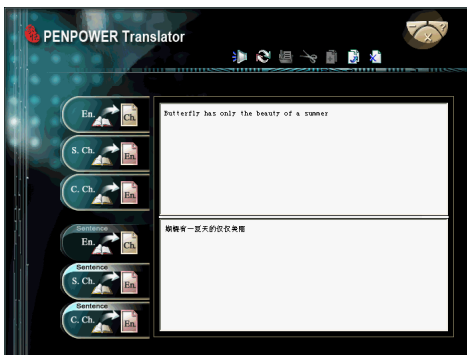 PENPOWER Translator
En. Ch.
S. Ch. En.
C. Ch. En.
Sentence
En. Ch.
Sentence
S. Ch. En.
Sentence
C. Ch. En.
Butterfly has only the beauty of a summer
蝴蝶有一夏天的仅仅美丽